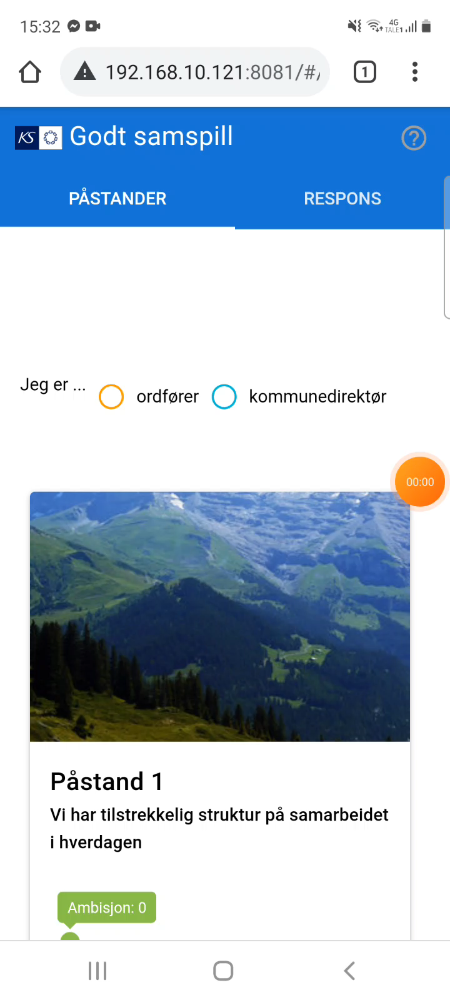 15:32
4G
TALE1
192.168.10.121:8081/#/
1
KS Godt samspill
?
PÅSTANDER
RESPONS
Jeg er ...
ordfører
kommunedirektør
00:00
Påstand 1
Vi har tilstrekkelig struktur på samarbeidet
i hverdagen
Ambisjon: 0